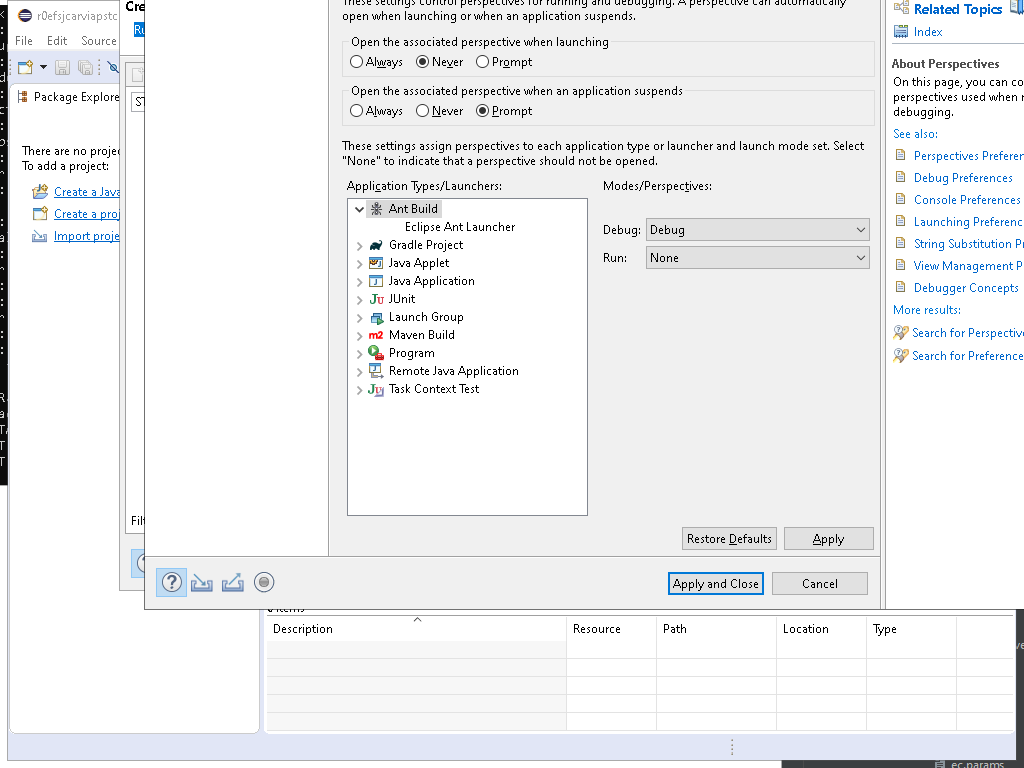 r0efsjcarviapstc
File Edit Source
Package Explore
There are no proje
To add a project:
Create a Java
Create a proj
Import proje
Cre
These settings control perspectives for running and debugging. A perspective can automatically
open when launching or when an application suspends.
Open the associated perspective when launching
Always Never Prompt
Open the associated perspective when an application suspends
Always Never Prompt
These settings assign perspectives to each application type or launcher and launch mode set. Select
"None" to indicate that a perspective should not be opened.
Application Types/Launchers:
Modes/Perspectives:
Ant Build
Eclipse Ant Launcher
Gradle Project
Java Applet
Java Application
JUnit
Launch Group
Maven Build
Program
Remote Java Application
Task Context Test
Debug: Debug
Run: None
Restore Defaults
Apply
Apply and Close
Cancel
Related Topics
Index
About Perspectives
On this page, you can co
perspectives used when r
debugging.
See also:
Perspectives Preferen
Debug Preferences
Console Preferences
Launching Preferenc
String Substitution Pr
View Management P
Debugger Concepts
More results:
Search for Perspective
Search for Preference
Filt
Description Resource Path Location Type
ec.params